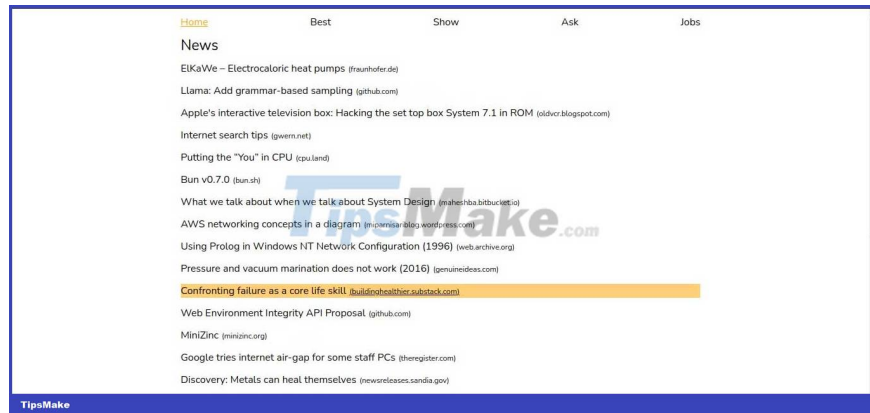 Home Best Show Ask Jobs
News
ElKaWe – Electrocaloric heat pumps (fraunhofer.de)
Llama: Add grammar-based sampling (github.com)
Apple's interactive television box: Hacking the set top box System 7.1 in ROM (oldvcr.blogspot.com)
Internet search tips (gwern.net)
Putting the “You” in CPU (cpu.land)
Bun v0.7.0 (bun.sh)
What we talk about when we talk about System Design (maheshba.bitbucket.io)
AWS networking concepts in a diagram (miparnisariblog.wordpress.com)
Using Prolog in Windows NT Network Configuration (1996) (web.archive.org)
Pressure and vacuum marination does not work (2016) (genuineideas.com)
Confronting failure as a core life skill (buildinghealthier.substack.com)
Web Environment Integrity API Proposal (github.com)
MiniZinc (minizinc.org)
Google tries internet air-gap for some staff PCs (theregister.com)
Discovery: Metals can heal themselves (newsreleases.sandia.gov)
TipsMake.com
TipsMake